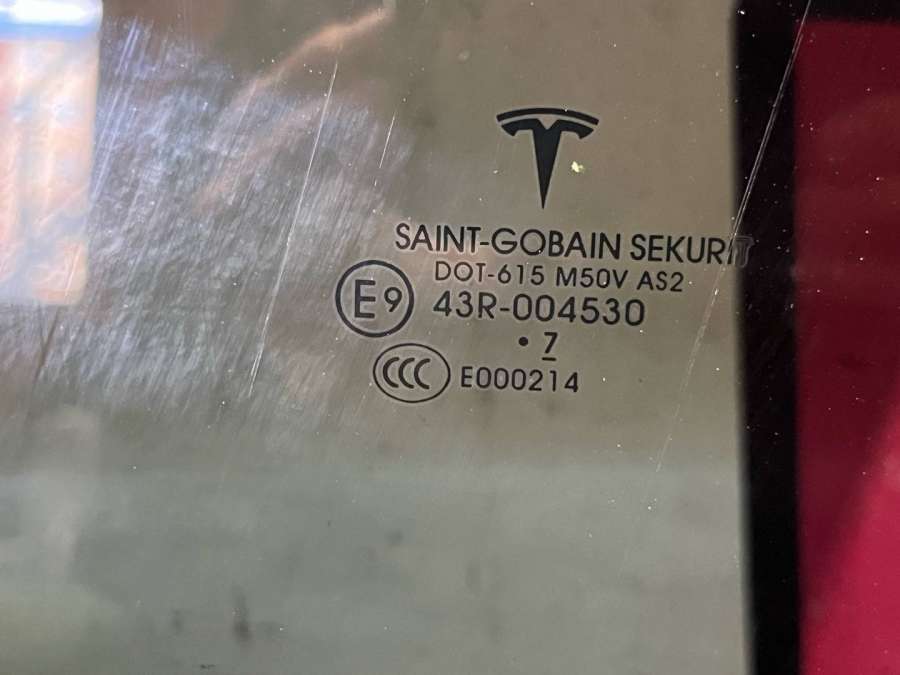 SAINT-GOBAIN SEKURIT
DOT-615 M50V AS2
E9 43R-004530
• 7
CCC E000214